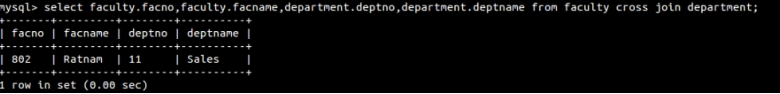 mysql> select faculty.facno,faculty.facname,department.deptno,department.deptname from faculty cross join department;
+-------+---------+--------+----------+
| facno | facname | deptno | deptname |
+-------+---------+--------+----------+
| 802   | Ratnam  | 11     | Sales    |
+-------+---------+--------+----------+
1 row in set (0.00 sec)